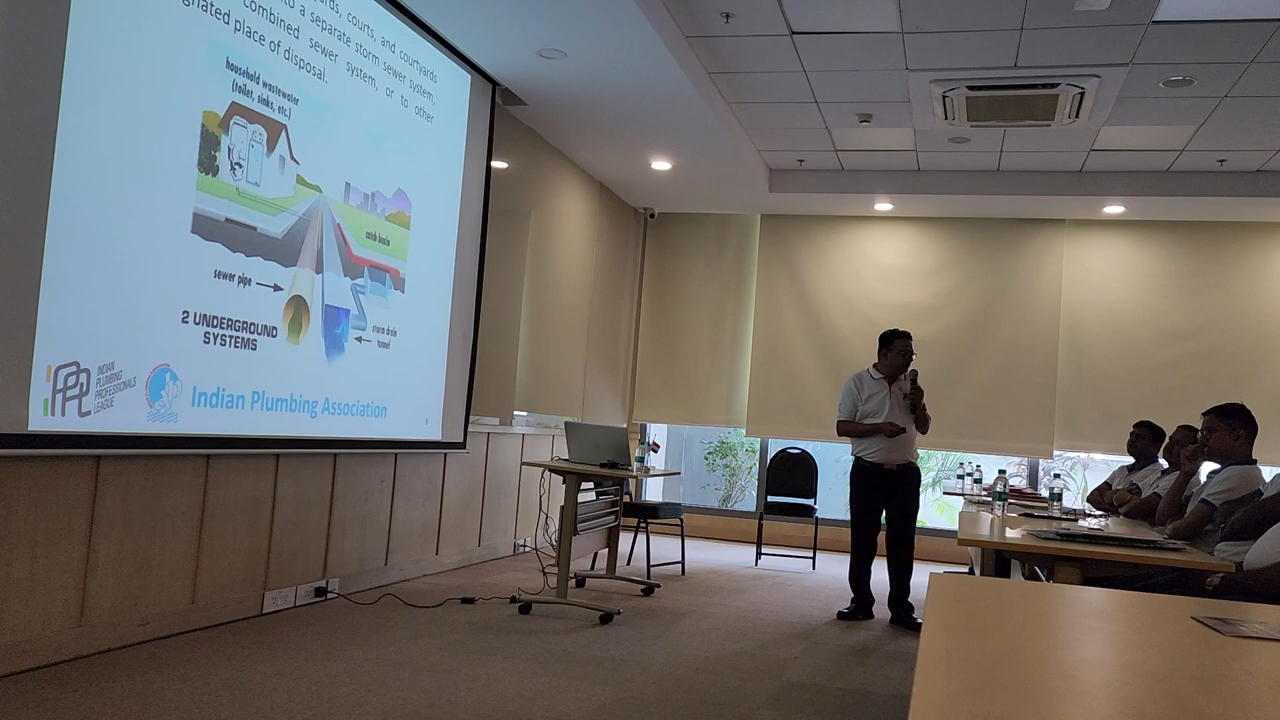 ards, courts, and courtyards
to a separate storm sewer system,
combined sewer system, or to other
gnated place of disposal.
household wastewater
(toilet, sinks, etc.)
catch basin
sewer pipe
storm drain
tunnel
2 UNDERGROUND
SYSTEMS
INDIAN
PLUMBING
PROFESSIONALS
LEAGUE
Indian Plumbing Association